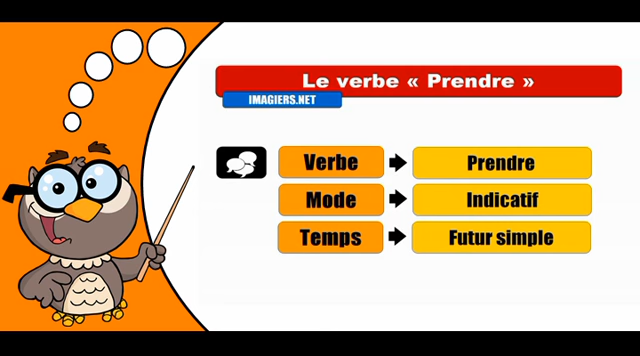 Le verbe « Prendre »
IMAGIERS.NET
Verbe Prendre
Mode Indicatif
Temps Futur simple